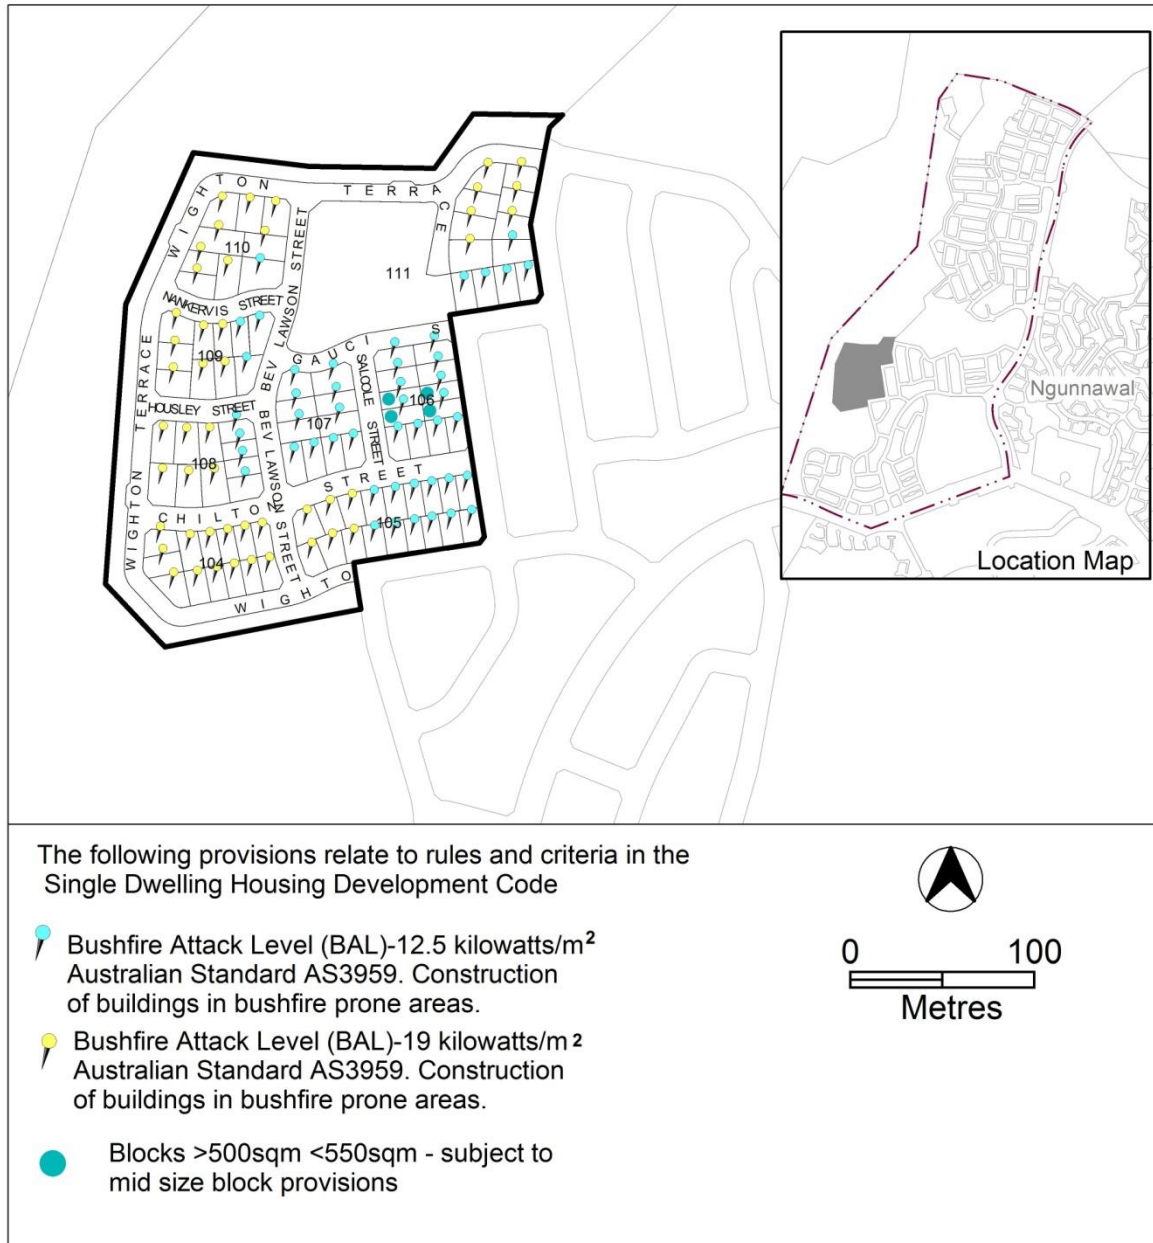 WIGHTON
TERRACE
110
BEV LAWSON STREET
111
NANKERVIS STREET
109
WIGHTON TERRACE
GAUCI S
SALOOLE STREET
106
HOUSLEY STREET
107
108
BEV LAWSON STREET
CHILTON
STREET
105
104
WIGHTO
Ngunnawal
Location Map
The following provisions relate to rules and criteria in the
Single Dwelling Housing Development Code
Bushfire Attack Level (BAL)-12.5 kilowatts/m²
Australian Standard AS3959. Construction
of buildings in bushfire prone areas.
Bushfire Attack Level (BAL)-19 kilowatts/m²
Australian Standard AS3959. Construction
of buildings in bushfire prone areas.
Blocks >500sqm <550sqm - subject to
mid size block provisions
0 100
Metres